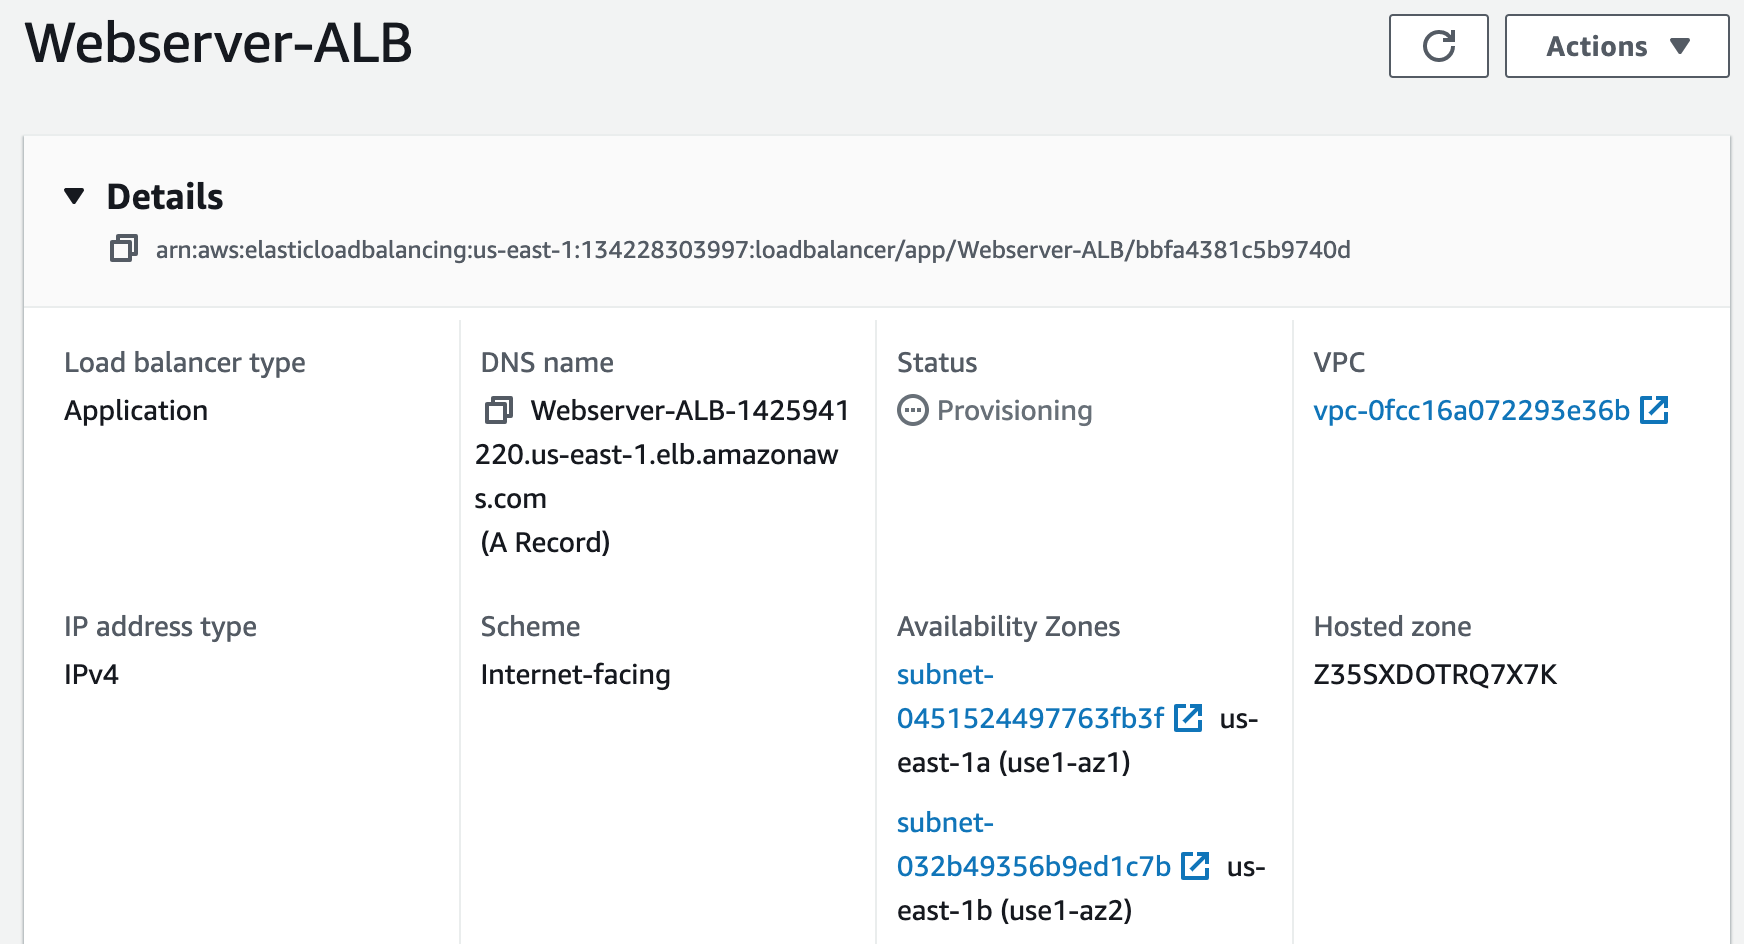 Webserver-ALB
Actions
Details
arn:aws:elasticloadbalancing:us-east-1:134228303997:loadbalancer/app/Webserver-ALB/bbfa4381c5b9740d
Load balancer type
Application
DNS name
Webserver-ALB-1425941
220.us-east-1.elb.amazonaw
s.com
(A Record)
Status
Provisioning
VPC
vpc-0fcc16a072293e36b
IP address type
IPv4
Scheme
Internet-facing
Availability Zones
subnet-
0451524497763fb3f us-
east-1a (use1-az1)
subnet-
032b49356b9ed1c7b us-
east-1b (use1-az2)
Hosted zone
Z35SXDOTRQ7X7K